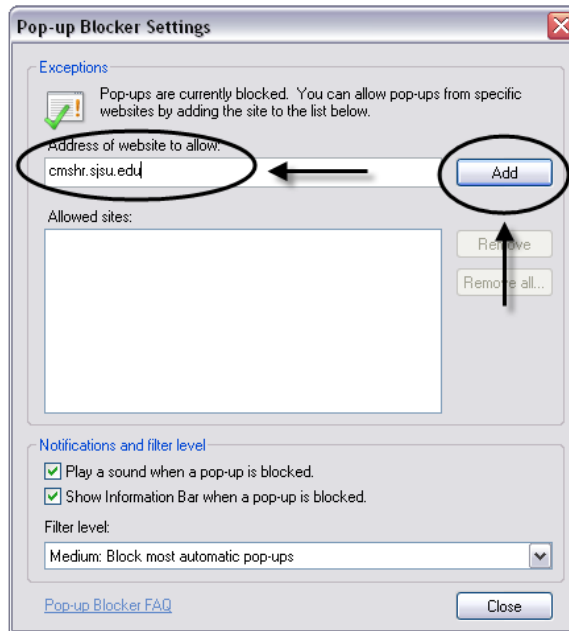 Pop-up Blocker Settings
Exceptions
Pop-ups are currently blocked. You can allow pop-ups from specific
websites by adding the site to the list below.
Address of website to allow:
cmshr.sjsu.edu
Add
Allowed sites:
Remove
Remove all...
Notifications and filter level
Play a sound when a pop-up is blocked.
Show Information Bar when a pop-up is blocked.
Filter level:
Medium: Block most automatic pop-ups
Pop-up Blocker FAQ
Close